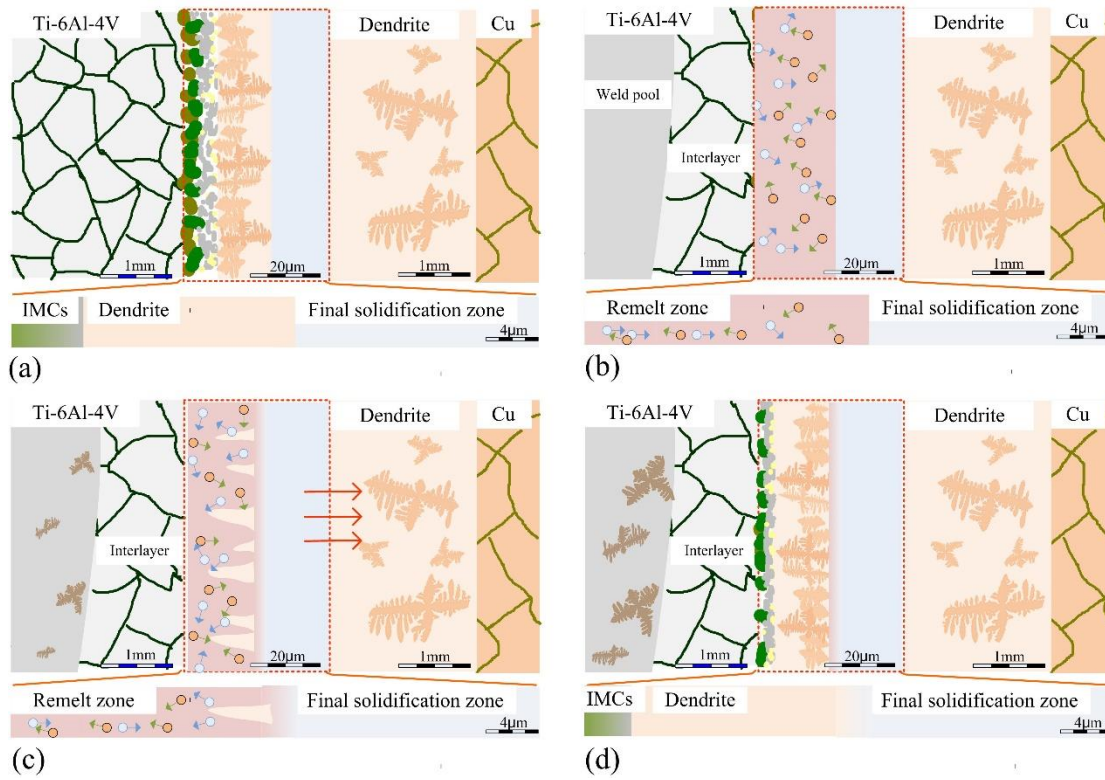 Ti-6Al-4V
Dendrite
Cu
1mm
20μm
1mm
IMCs
Dendrite
Final solidification zone
4μm
(a)
Weld pool
Interlayer
Dendrite
Cu
1mm
20μm
1mm
Remelt zone
Final solidification zone
4μm
(b)
Ti-6Al-4V
Dendrite
Cu
Interlayer
1mm
20μm
1mm
Remelt zone
Final solidification zone
4μm
(c)
Ti-6Al-4V
Dendrite
Cu
Interlayer
1mm
20μm
1mm
IMCs
Dendrite
Final solidification zone
4μm
(d)